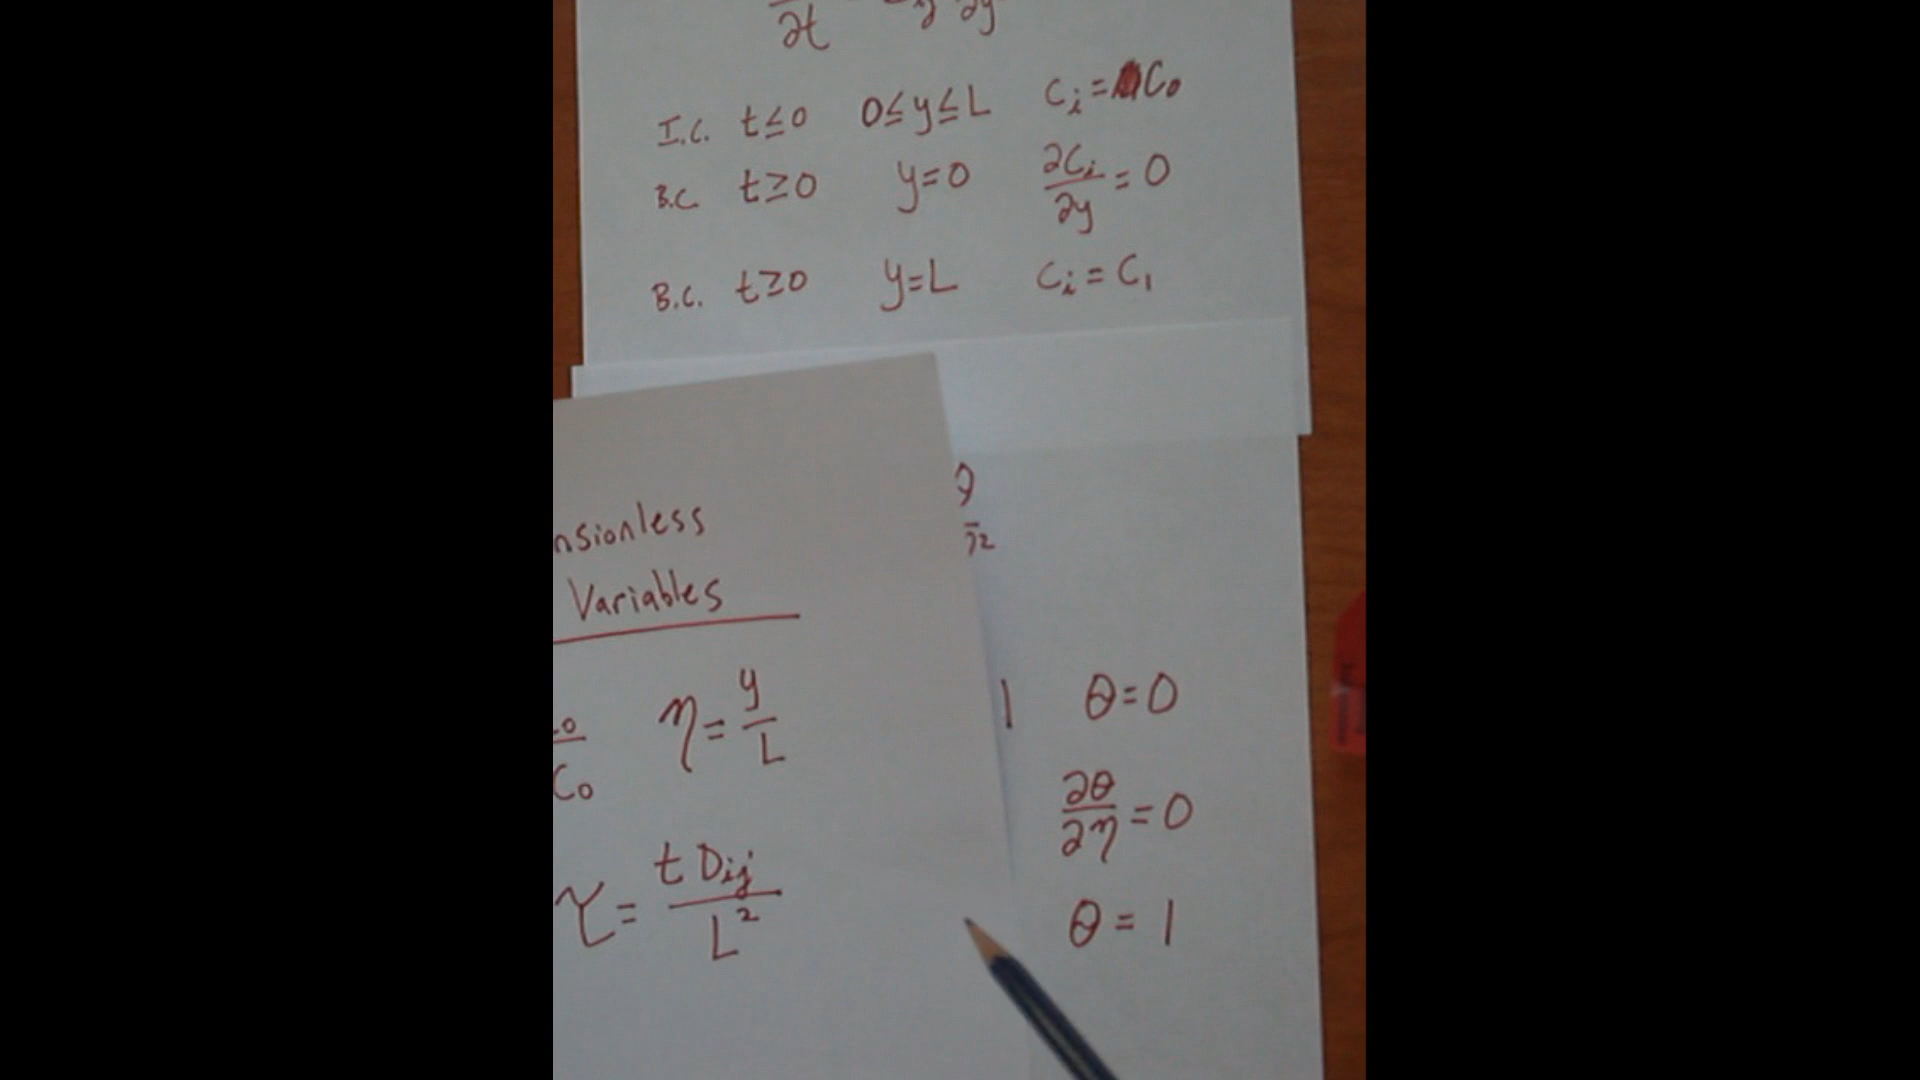 ∂t ∂y
I.C. t≤0 0≤y≤L Ci=C0
B.C t≥0 y=0 ∂Ci/∂y=0
B.C. t≥0 y=L Ci=C1
nsionless
Variables
η=y/L
C0
τ=tDij/L²
1 θ=0
∂θ/∂η=0
θ=1